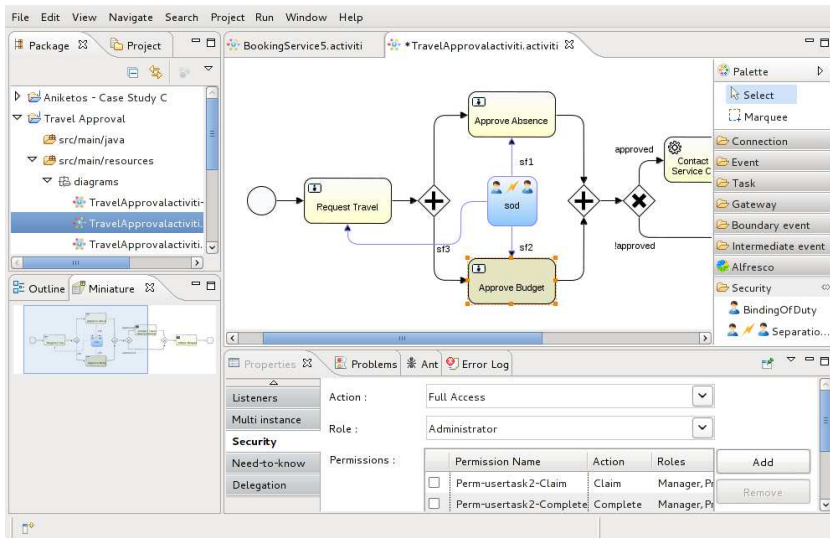 File Edit View Navigate Search Project Run Window Help
Package
Project
BookingService5.activiti
*TravelApprovalactiviti.activiti
Aniketos - Case Study C
Travel Approval
src/main/java
src/main/resources
diagrams
TravelApprovalactiviti-
TravelApprovalactiviti.
TravelApprovalactiviti.
Outline
Miniature
Request Travel
Approve Absence
sf1
sod
sf3
sf2
Approve Budget
approved
!approved
Contact
Service C
Palette
Select
Marquee
Connection
Event
Task
Gateway
Boundary event
Intermediate event
Alfresco
Security
BindingOfDuty
Separatio...
Properties
Problems
Ant
Error Log
Listeners
Multi instance
Security
Need-to-know
Delegation
Action : Full Access
Role : Administrator
Permissions :
Permission Name Action Roles
Perm-usertask2-Claim Claim Manager, Pr
Perm-usertask2-Complete Complete Manager, Pr
Add
Remove